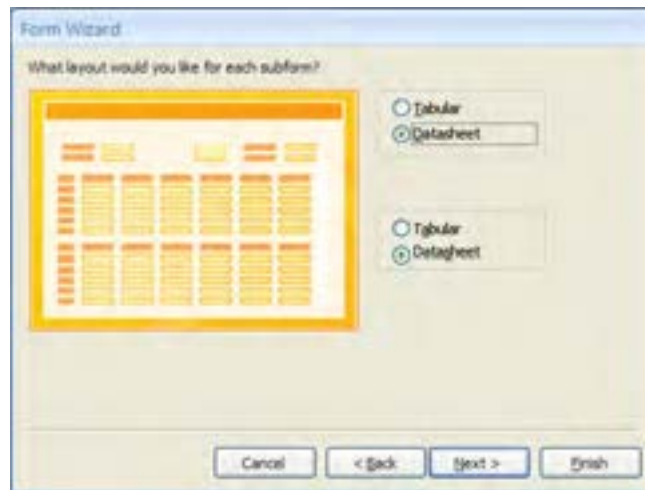 Form Wizard
What layout would you like for each subform?
Tabular
Datasheet
Tabular
Datasheet
Cancel
< Back
Next >
Finish